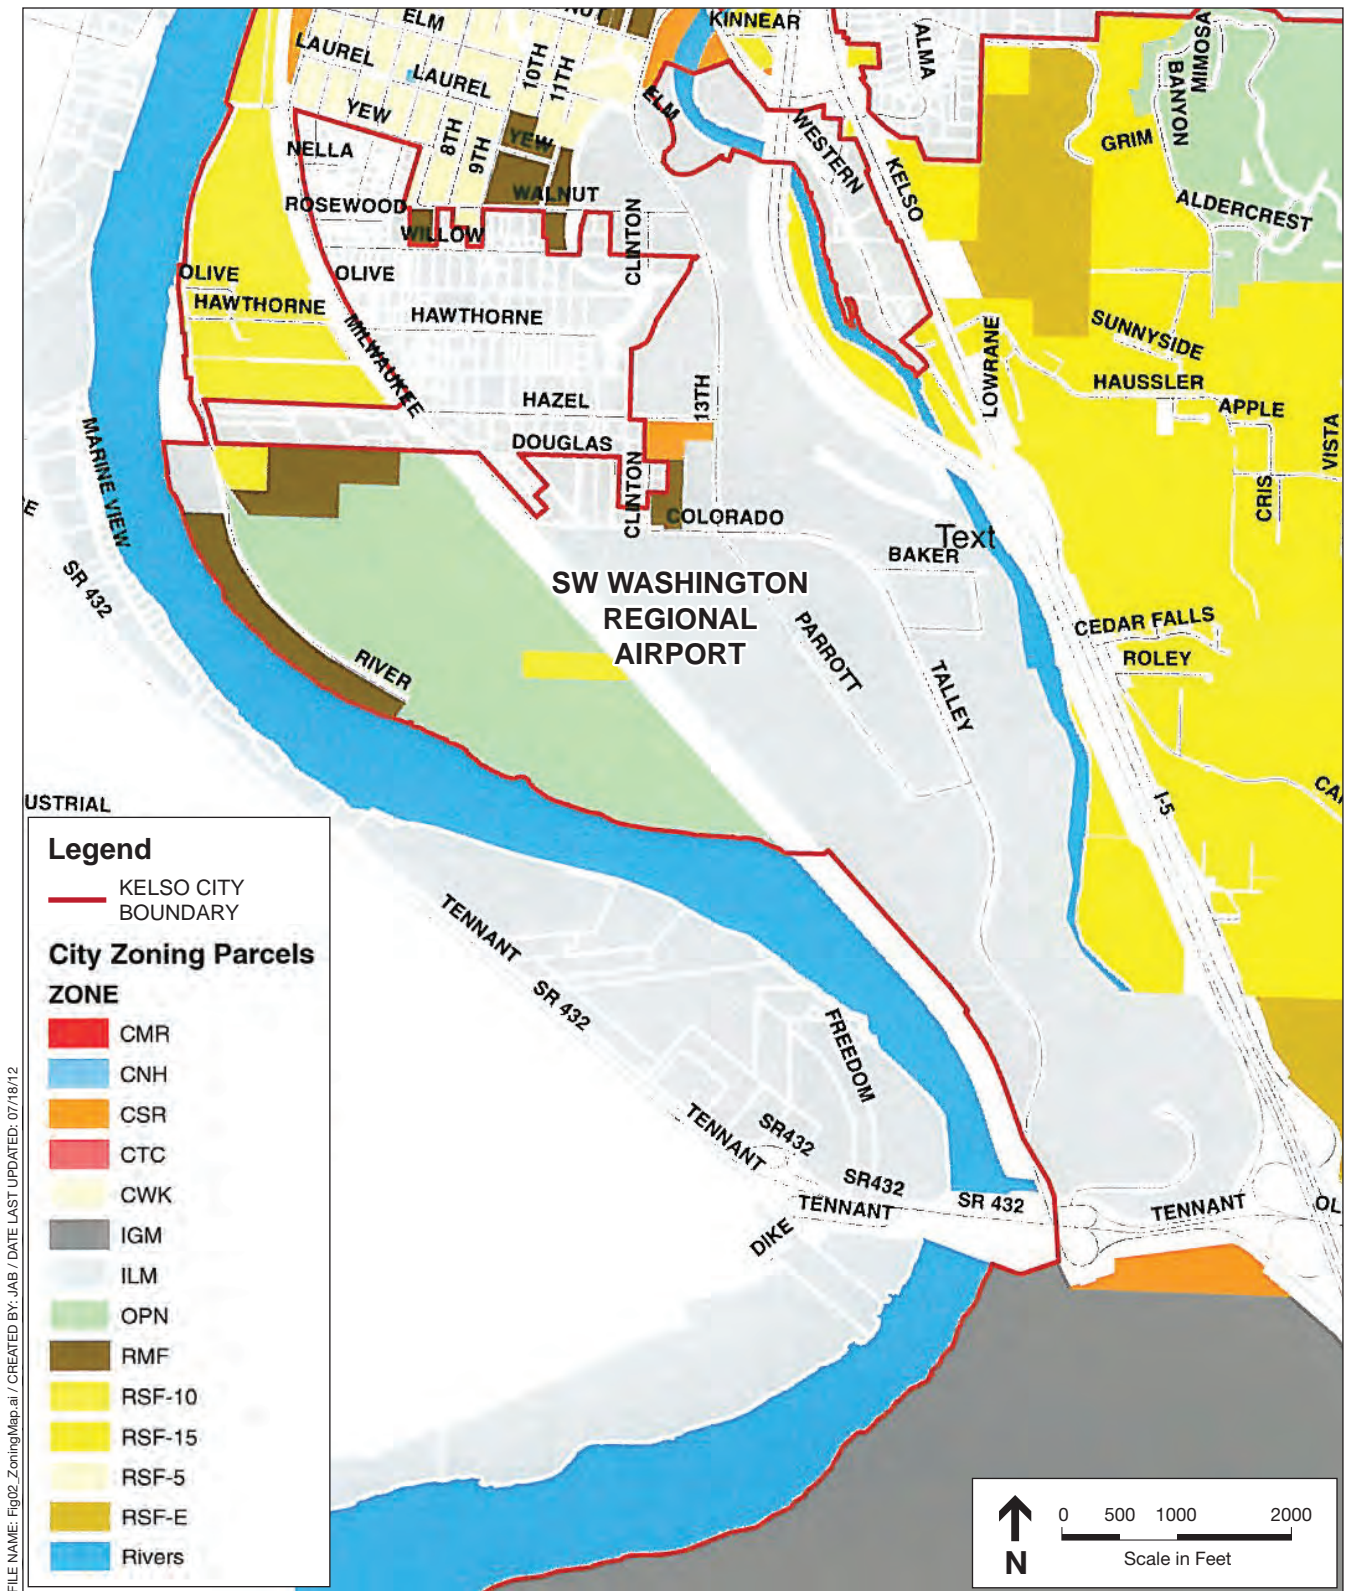 KINNEAR
ELM
LAUREL
LAUREL
10TH
11TH
ALMA
MIMOSA
BANYON
YEW
ELM
8TH
9TH
YEW
WESTERN
GRIM
NELLA
WALNUT
KELSO
ROSEWOOD
WILLOW
CLINTON
ALDERCREST
OLIVE
OLIVE
HAWTHORNE
HAWTHORNE
MILWAUKEE
SUNNYSIDE
LOWRANE
HAUSSLER
APPLE
HAZEL
13TH
VISTA
DOUGLAS
CLINTON
CRIS
MARINE VIEW
COLORADO
Text
BAKER
SR 432
SW WASHINGTON
REGIONAL
AIRPORT
CEDAR FALLS
ROLEY
RIVER
PARROTT
TALLEY
I-5
USTRIAL
TENNANT
SR 432
FREEDOM
TENNANT
SR432
SR432
TENNANT
SR 432
TENNANT
OL
DIKE
Legend
KELSO CITY
BOUNDARY
City Zoning Parcels
ZONE
CMR
CNH
CSR
CTC
CWK
IGM
ILM
OPN
RMF
RSF-10
RSF-15
RSF-5
RSF-E
Rivers
0 500 1000 2000
Scale in Feet
N
FILE NAME: Fig02_ZoningMap.ai / CREATED BY: JAB / DATE LAST UPDATED: 07/18/12